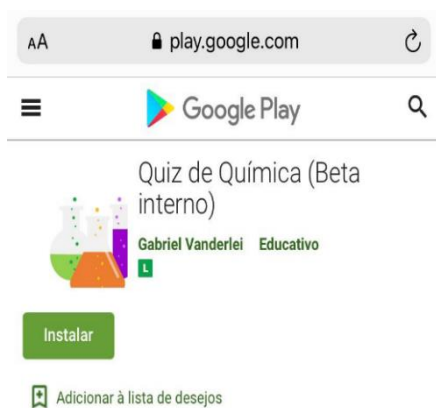 AA play.google.com
Google Play
Quiz de Química (Beta
interno)
Gabriel Vanderlei Educativo
L
Instalar
Adicionar à lista de desejos